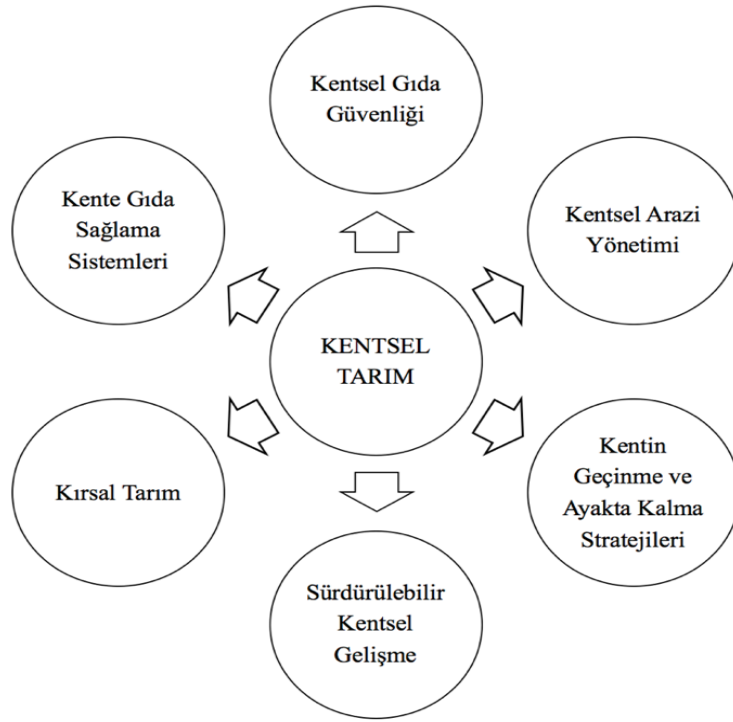 Kentsel Gıda
Güvenliği
Kente Gıda
Sağlama
Sistemleri
Kentsel Arazi
Yönetimi
KENTSEL
TARIM
Kırsal Tarım
Kentin
Geçinme ve
Ayakta Kalma
Stratejileri
Sürdürülebilir
Kentsel
Gelişme